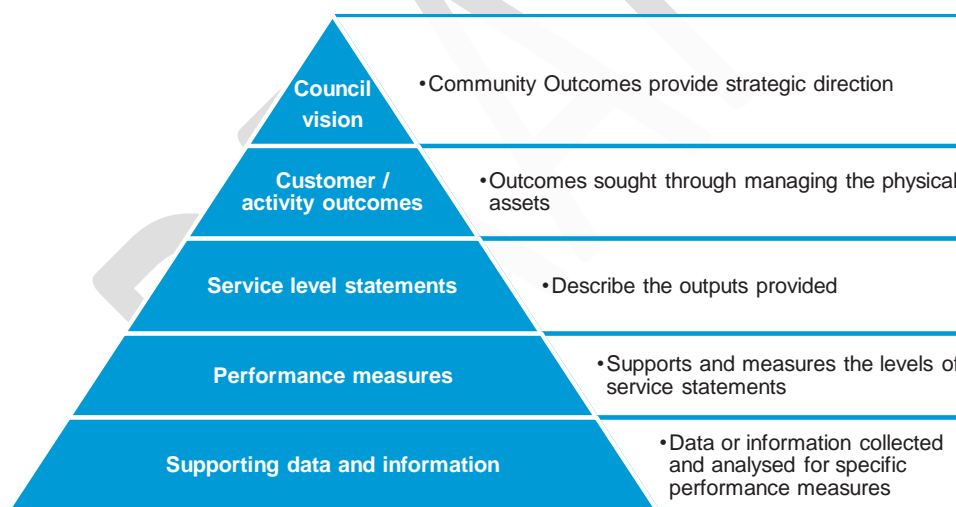 Council
vision
•Community Outcomes provide strategic direction
Customer /
activity outcomes
•Outcomes sought through managing the physical
assets
Service level statements
•Describe the outputs provided
Performance measures
•Supports and measures the levels of
service statements
Supporting data and information
•Data or information collected
and analysed for specific
performance measures